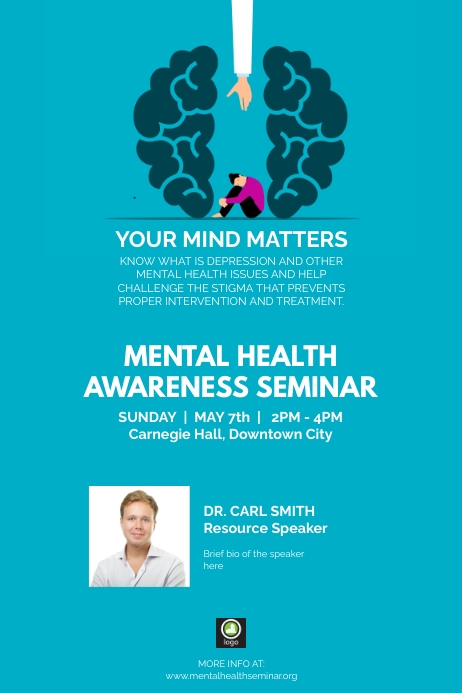 YOUR MIND MATTERS
KNOW WHAT IS DEPRESSION AND OTHER
MENTAL HEALTH ISSUES AND HELP
CHALLENGE THE STIGMA THAT PREVENTS
PROPER INTERVENTION AND TREATMENT.
MENTAL HEALTH
AWARENESS SEMINAR
SUNDAY | MAY 7th | 2PM - 4PM
Carnegie Hall, Downtown City
DR. CARL SMITH
Resource Speaker
Brief bio of the speaker
here
logo
MORE INFO AT:
www.mentalhealthseminar.org